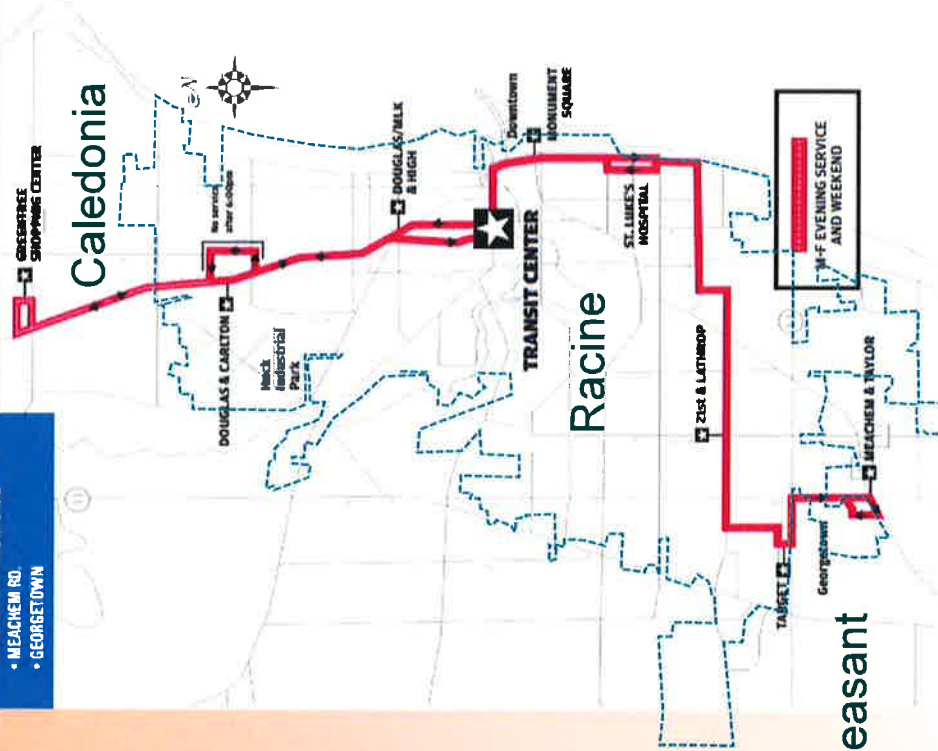 • MEACHEM RD.
• GEORGETOWN
GREENTREE
SHOPPING CENTER
Caledonia
N
No service
after 6:00pm
DOUGLAS/MLK
& HIGH
DOUGLAS & CARLTON
Huck
Industrial
Park
Downtown
MONUMENT
SQUARE
TRANSIT CENTER
ST. LUKE'S
HOSPITAL
Racine
M-F EVENING SERVICE
AND WEEKEND
21st & LATHROP
MEACHEM & TAYLOR
TARGET
Georgetown
easant